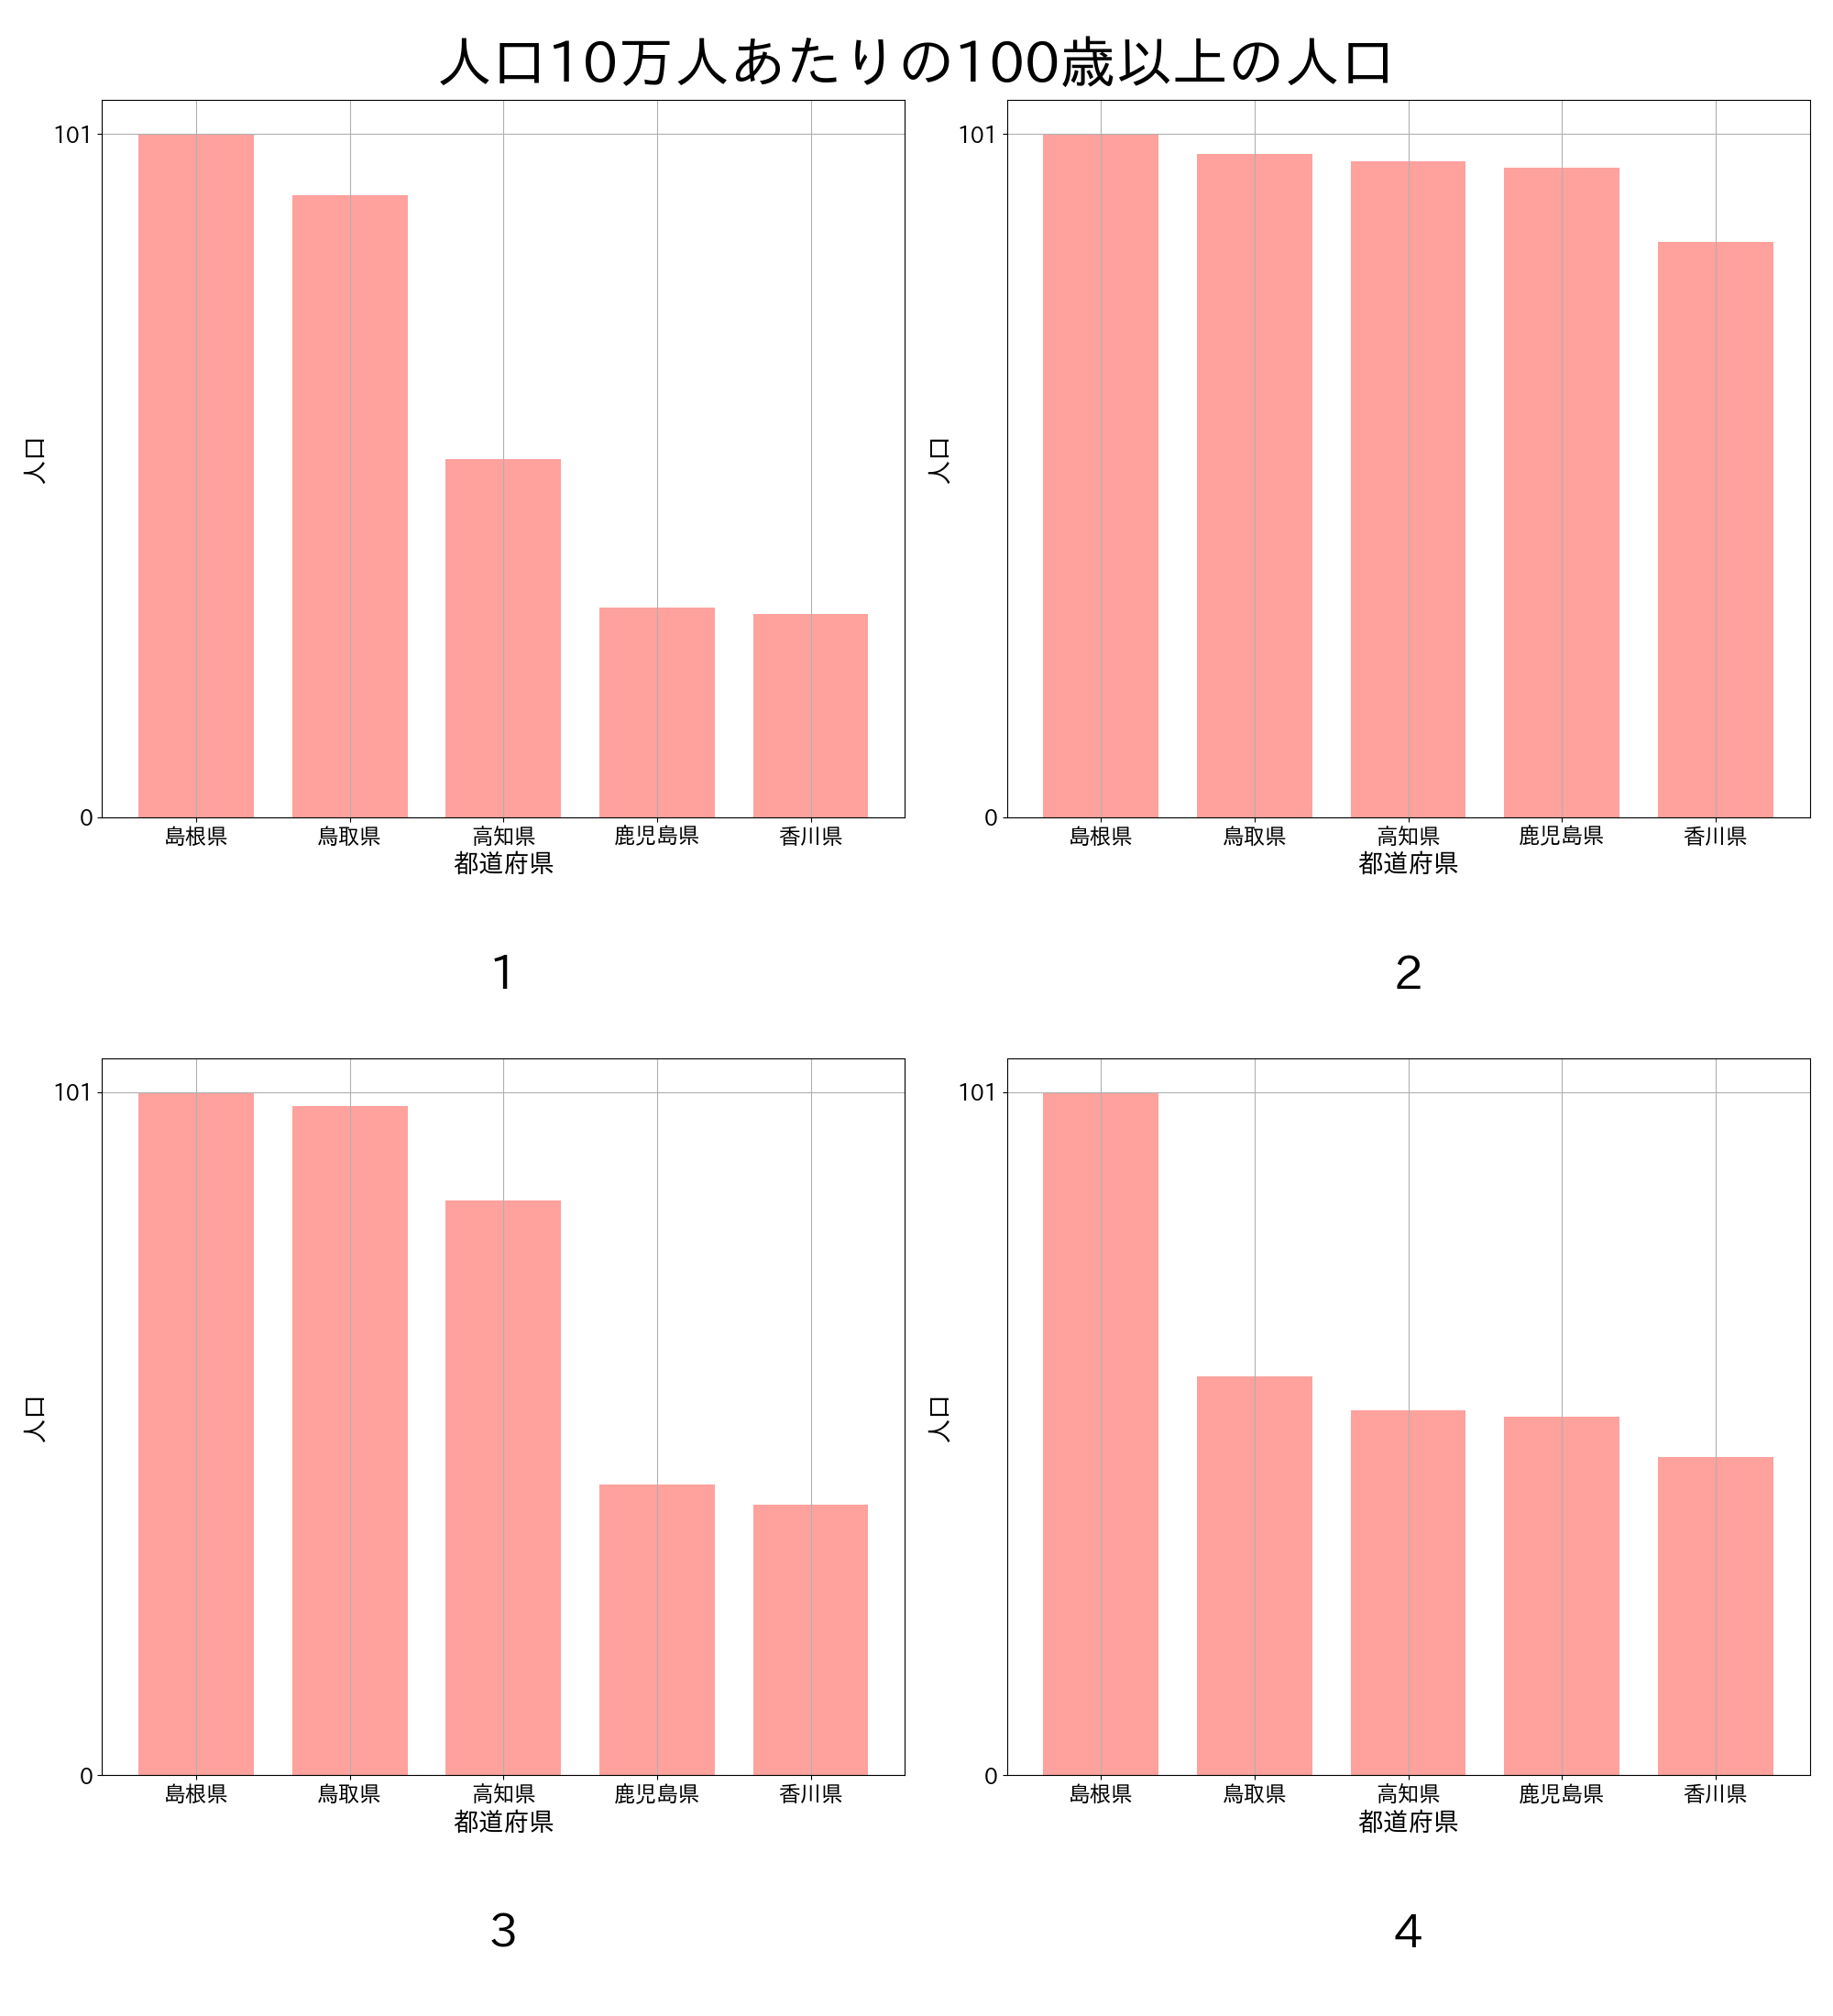 人口10万人あたりの100歳以上の人口
101
人口
0
島根県 鳥取県 高知県 鹿児島県 香川県
都道府県
1
101
人口
0
島根県 鳥取県 高知県 鹿児島県 香川県
都道府県
2
101
人口
0
島根県 鳥取県 高知県 鹿児島県 香川県
都道府県
3
101
人口
0
島根県 鳥取県 高知県 鹿児島県 香川県
都道府県
4